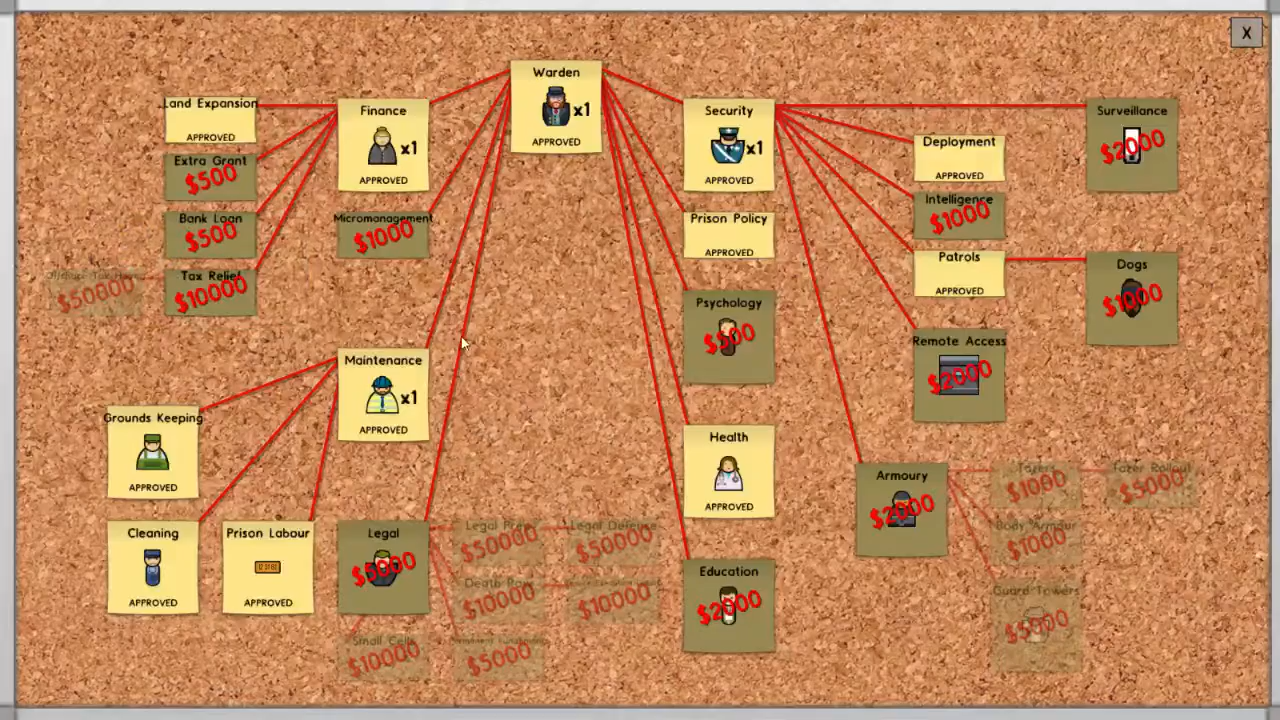 X
Warden
x1
APPROVED
Land Expansion
APPROVED
Finance
x1
APPROVED
Extra Grant
$500
Bank Loan
$500
Micromanagement
$1000
Tax Relief
$10000
$50000
Security
x1
APPROVED
Surveillance
$2000
Deployment
APPROVED
Intelligence
$1000
Prison Policy
APPROVED
Patrols
APPROVED
Dogs
$1000
Psychology
$500
Remote Access
$2000
Maintenance
x1
APPROVED
Grounds Keeping
APPROVED
Cleaning
APPROVED
Prison Labour
APPROVED
Legal
$5000
Legal Prep
$50000
Legal Defense
$50000
Death Row
$10000
$10000
Small Cells
$10000
$5000
Health
APPROVED
Education
$2000
Armoury
$2000
Tazers
$1000
Tazer Rollout
$5000
Body Armour
$1000
Guard Towers
$5000